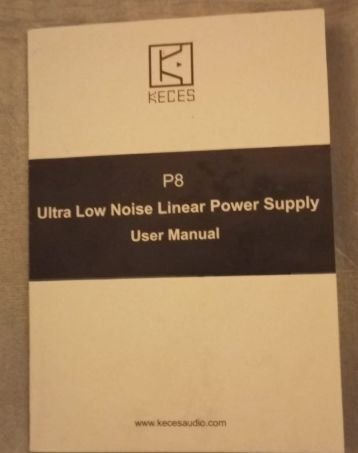 KECES
P8
Ultra Low Noise Linear Power Supply
User Manual
www.kecesaudio.com